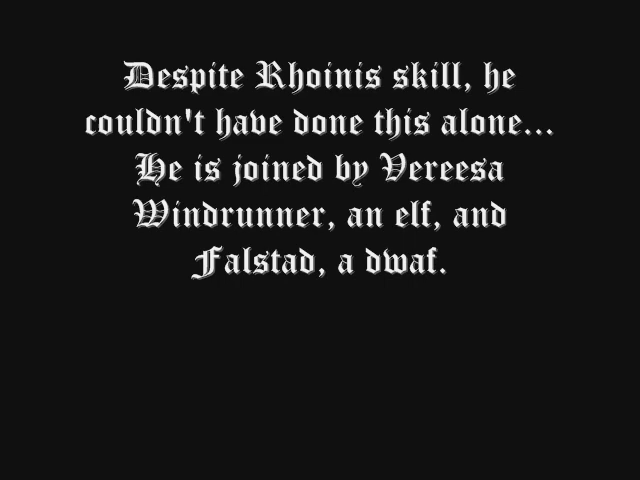 Despite Rhoinis skill, he
couldn't have done this alone...
He is joined by Vereesa
Windrunner, an elf, and
Falstad, a dwaf.